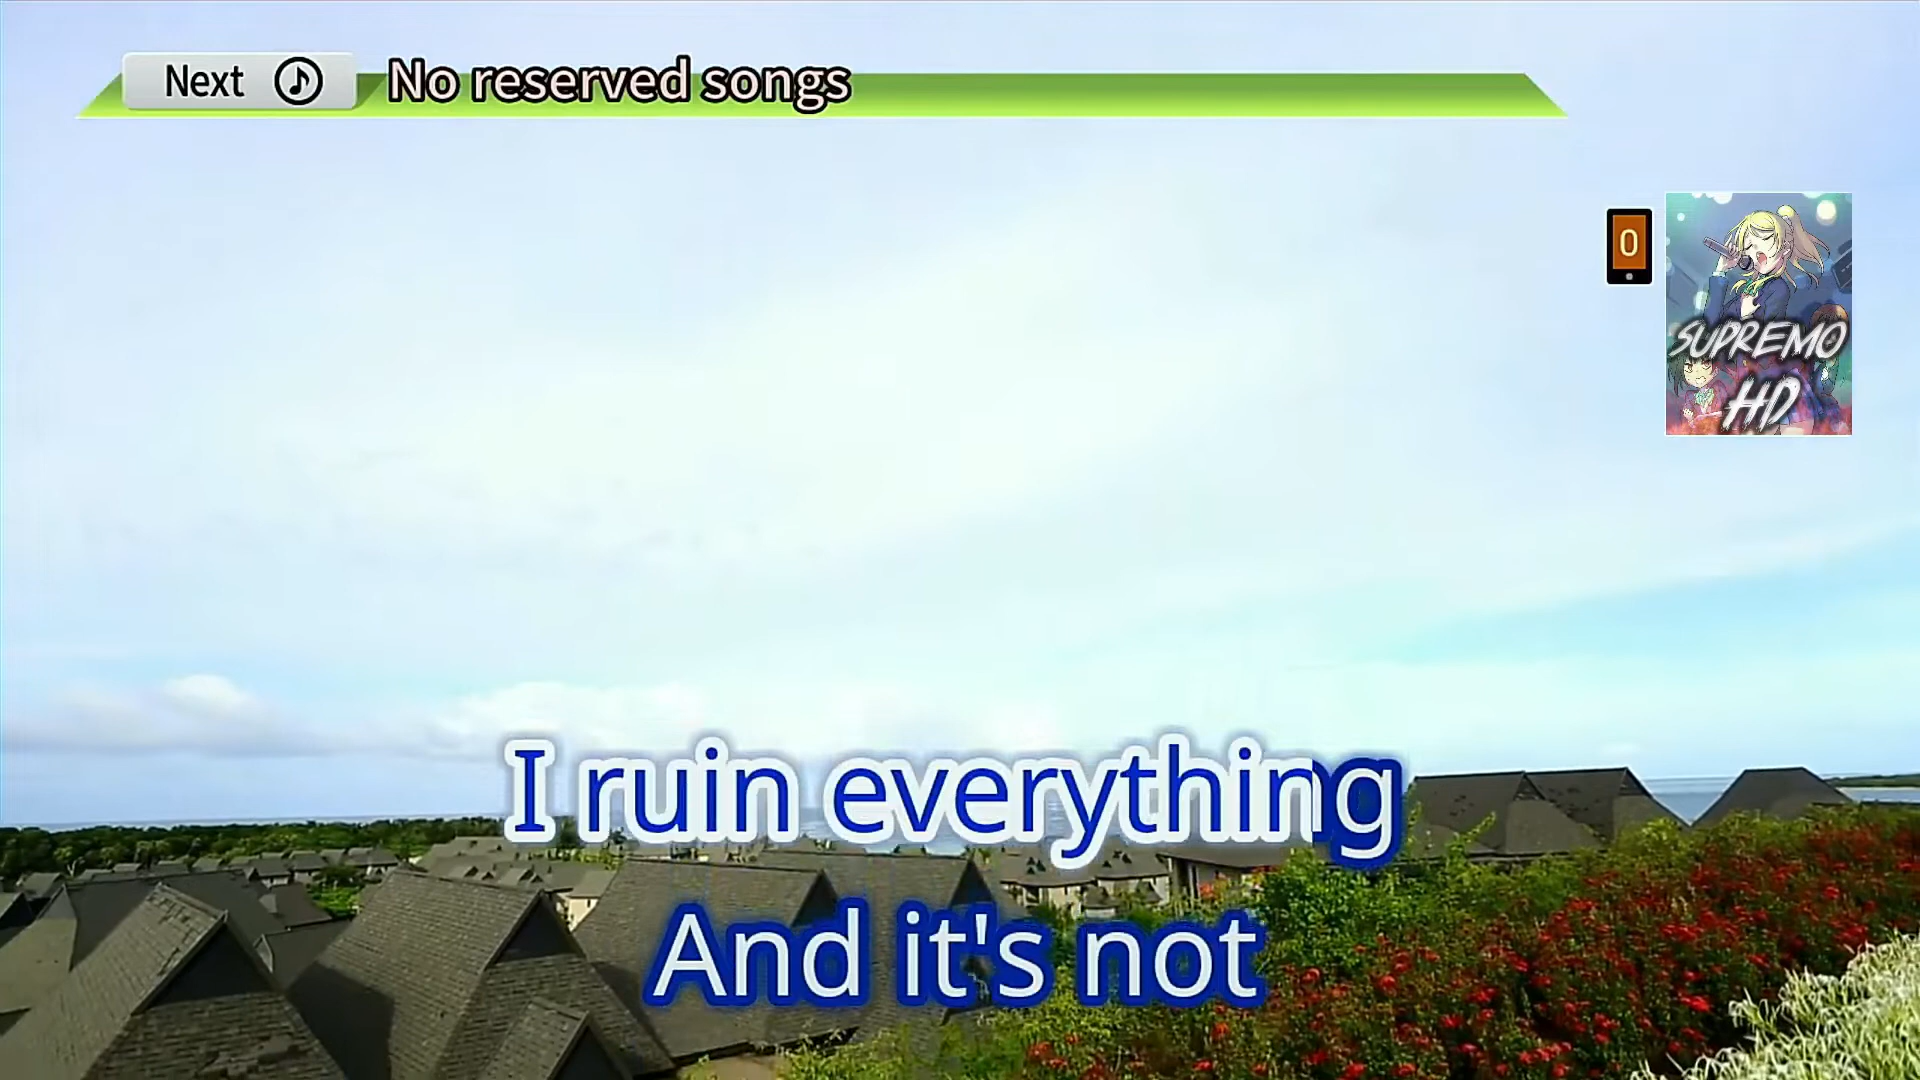 Next
No reserved songs
0
SUPREMO
HD
I ruin everything
And it's not